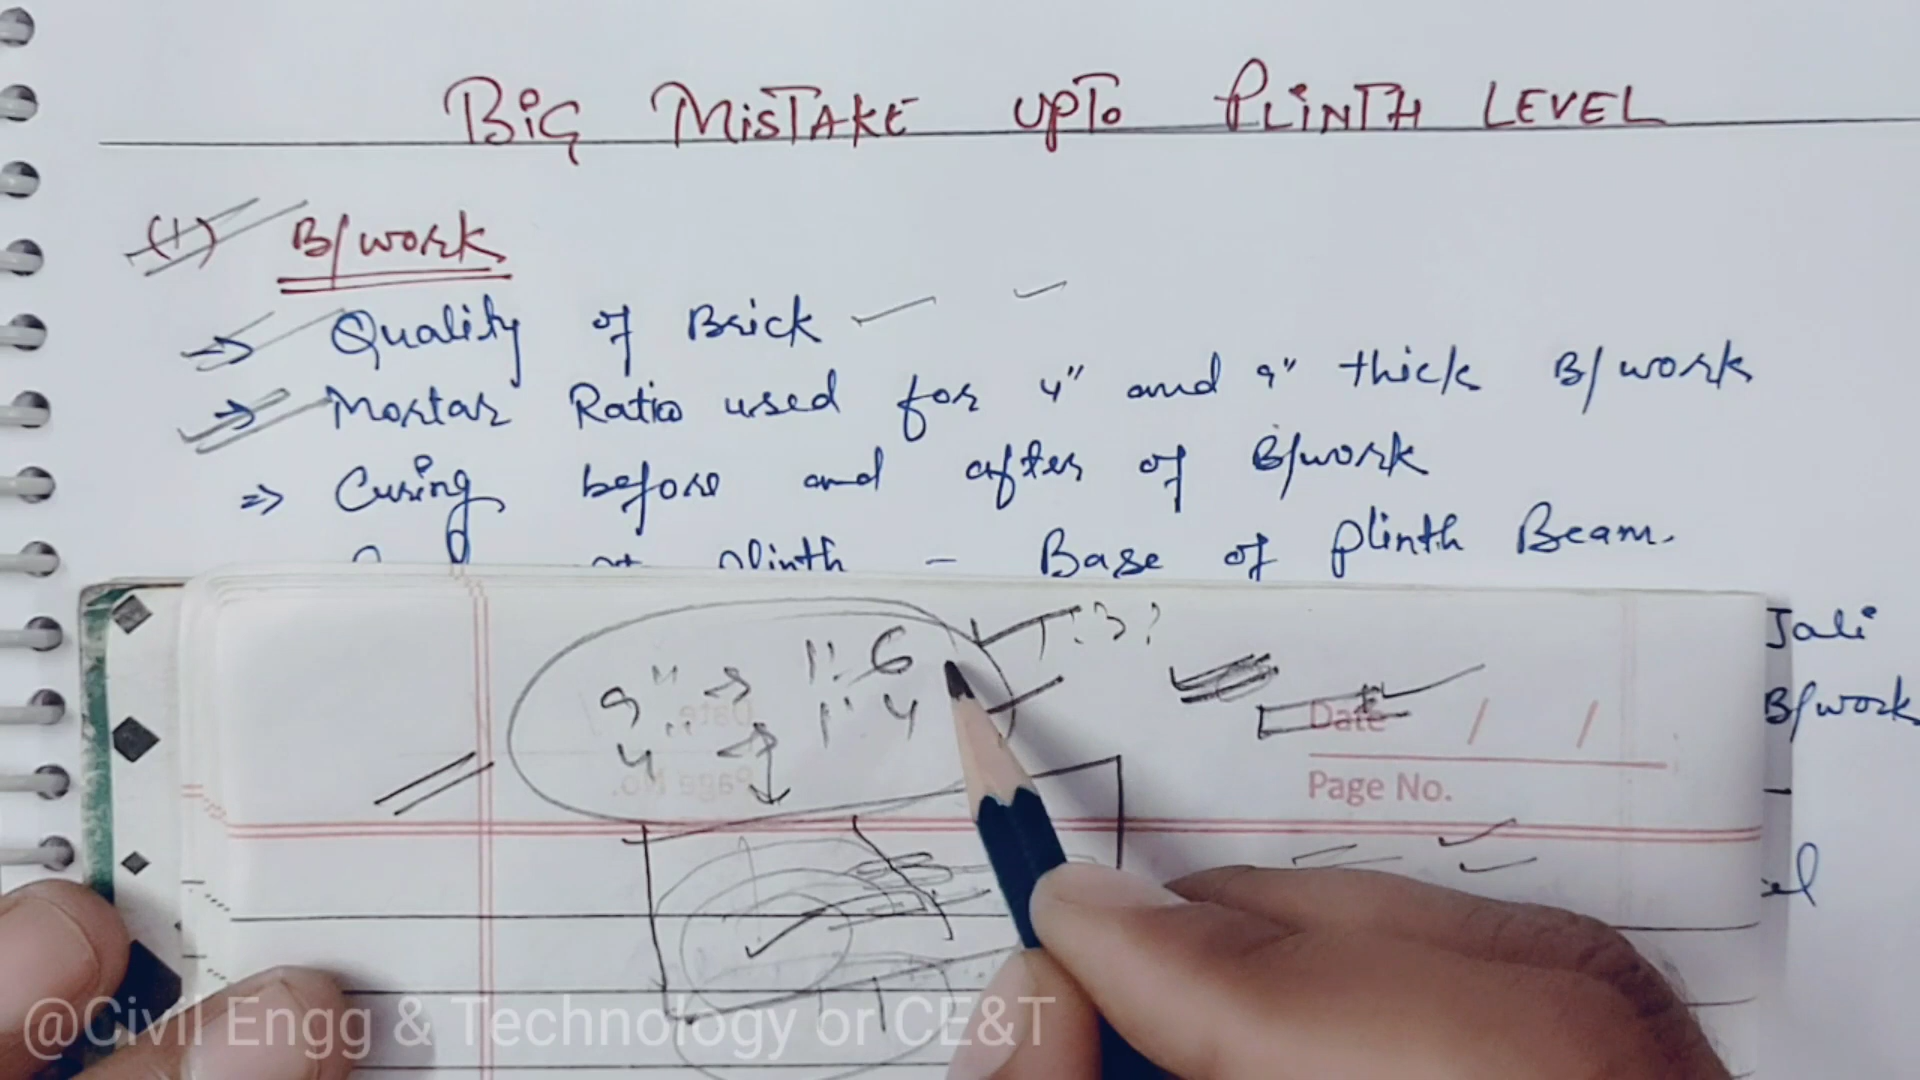 BIG MISTAKE UPTO PLINTH LEVEL
(1) B/work
⇒ Quality of Brick
⇒ Mortar Ratio used for 4" and 9" thick B/work
⇒ Curing before and after of B/work
plinth - Base of plinth Beam.
Jali
B/work
9" → 1:6
4" → 1:4
1:3?
Date / /
Page No.
@Civil Engg & Technology or CE&T